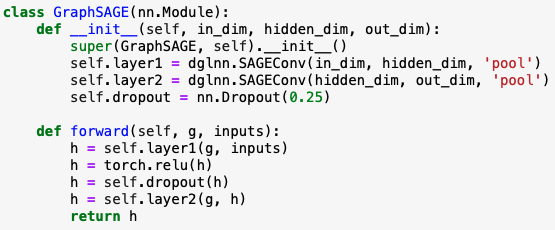 class GraphSAGE(nn.Module):
    def __init__(self, in_dim, hidden_dim, out_dim):
        super(GraphSAGE, self).__init__()
        self.layer1 = dglnn.SAGEConv(in_dim, hidden_dim, 'pool')
        self.layer2 = dglnn.SAGEConv(hidden_dim, out_dim, 'pool')
        self.dropout = nn.Dropout(0.25)

    def forward(self, g, inputs):
        h = self.layer1(g, inputs)
        h = torch.relu(h)
        h = self.dropout(h)
        h = self.layer2(g, h)
        return h